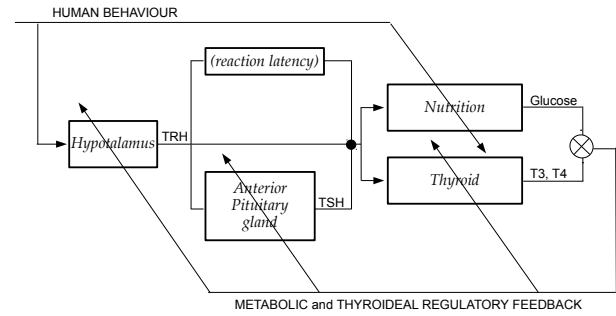 HUMAN BEHAVIOUR
(reaction latency)
Nutrition
Glucose
Hypotalamus
TRH
Anterior
Pituitary
gland
TSH
Thyroid
T3, T4
METABOLIC and THYROIDEAL REGULATORY FEEDBACK